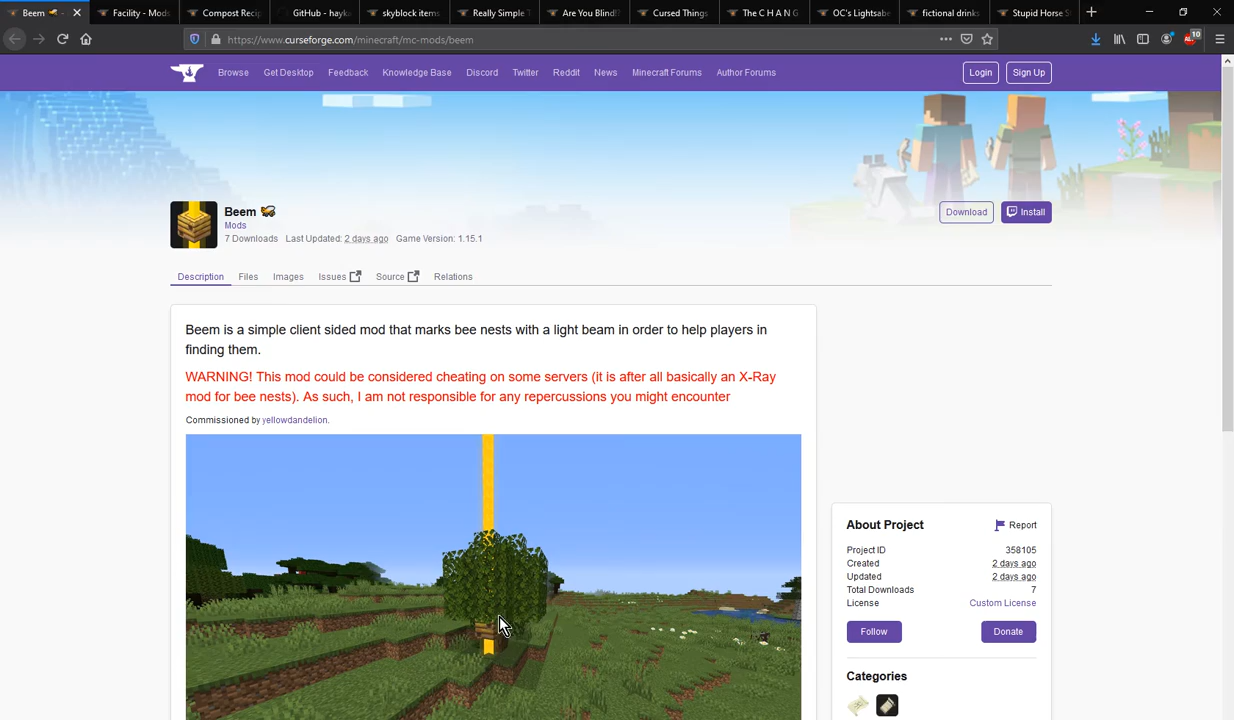 Beem
Facility - Mods
Compost Reci
GitHub - hayk
skyblock items
Really Simple T
Are You Blind!
Cursed Things
The C H A N G
OC's Lightsab
fictional drinks
Stupid Horse S
https://www.curseforge.com/minecraft/mc-mods/beem
10
Browse Get Desktop Feedback Knowledge Base Discord Twitter Reddit News Minecraft Forums Author Forums Login Sign Up
Beem
Mods
7 Downloads Last Updated: 2 days ago Game Version: 1.15.1
Download Install
Description Files Images Issues Source Relations
Beem is a simple client sided mod that marks bee nests with a light beam in order to help players in
finding them.
WARNING! This mod could be considered cheating on some servers (it is after all basically an X-Ray
mod for bee nests). As such, I am not responsible for any repercussions you might encounter
Commissioned by yellowdandelion.
About Project Report
Project ID 358105
Created 2 days ago
Updated 2 days ago
Total Downloads 7
License Custom License
Follow Donate
Categories